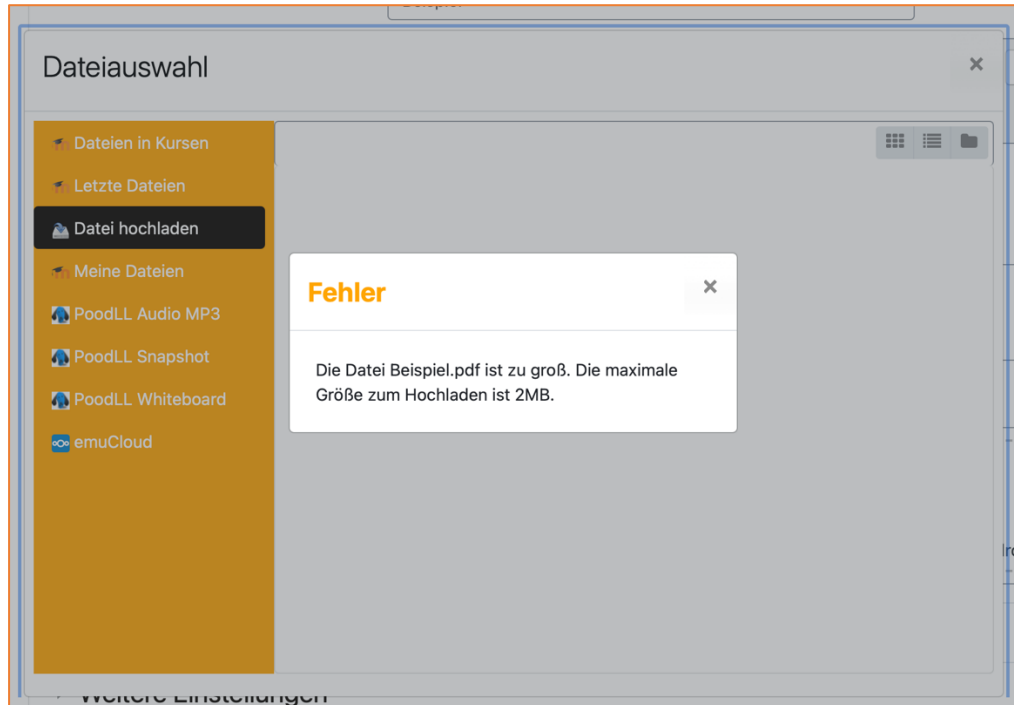 Dateiauswahl
Dateien in Kursen
Letzte Dateien
Datei hochladen
Meine Dateien
PoodLL Audio MP3
PoodLL Snapshot
PoodLL Whiteboard
emuCloud
Fehler
Die Datei Beispiel.pdf ist zu groß. Die maximale
Größe zum Hochladen ist 2MB.
Weitere Einstellungen